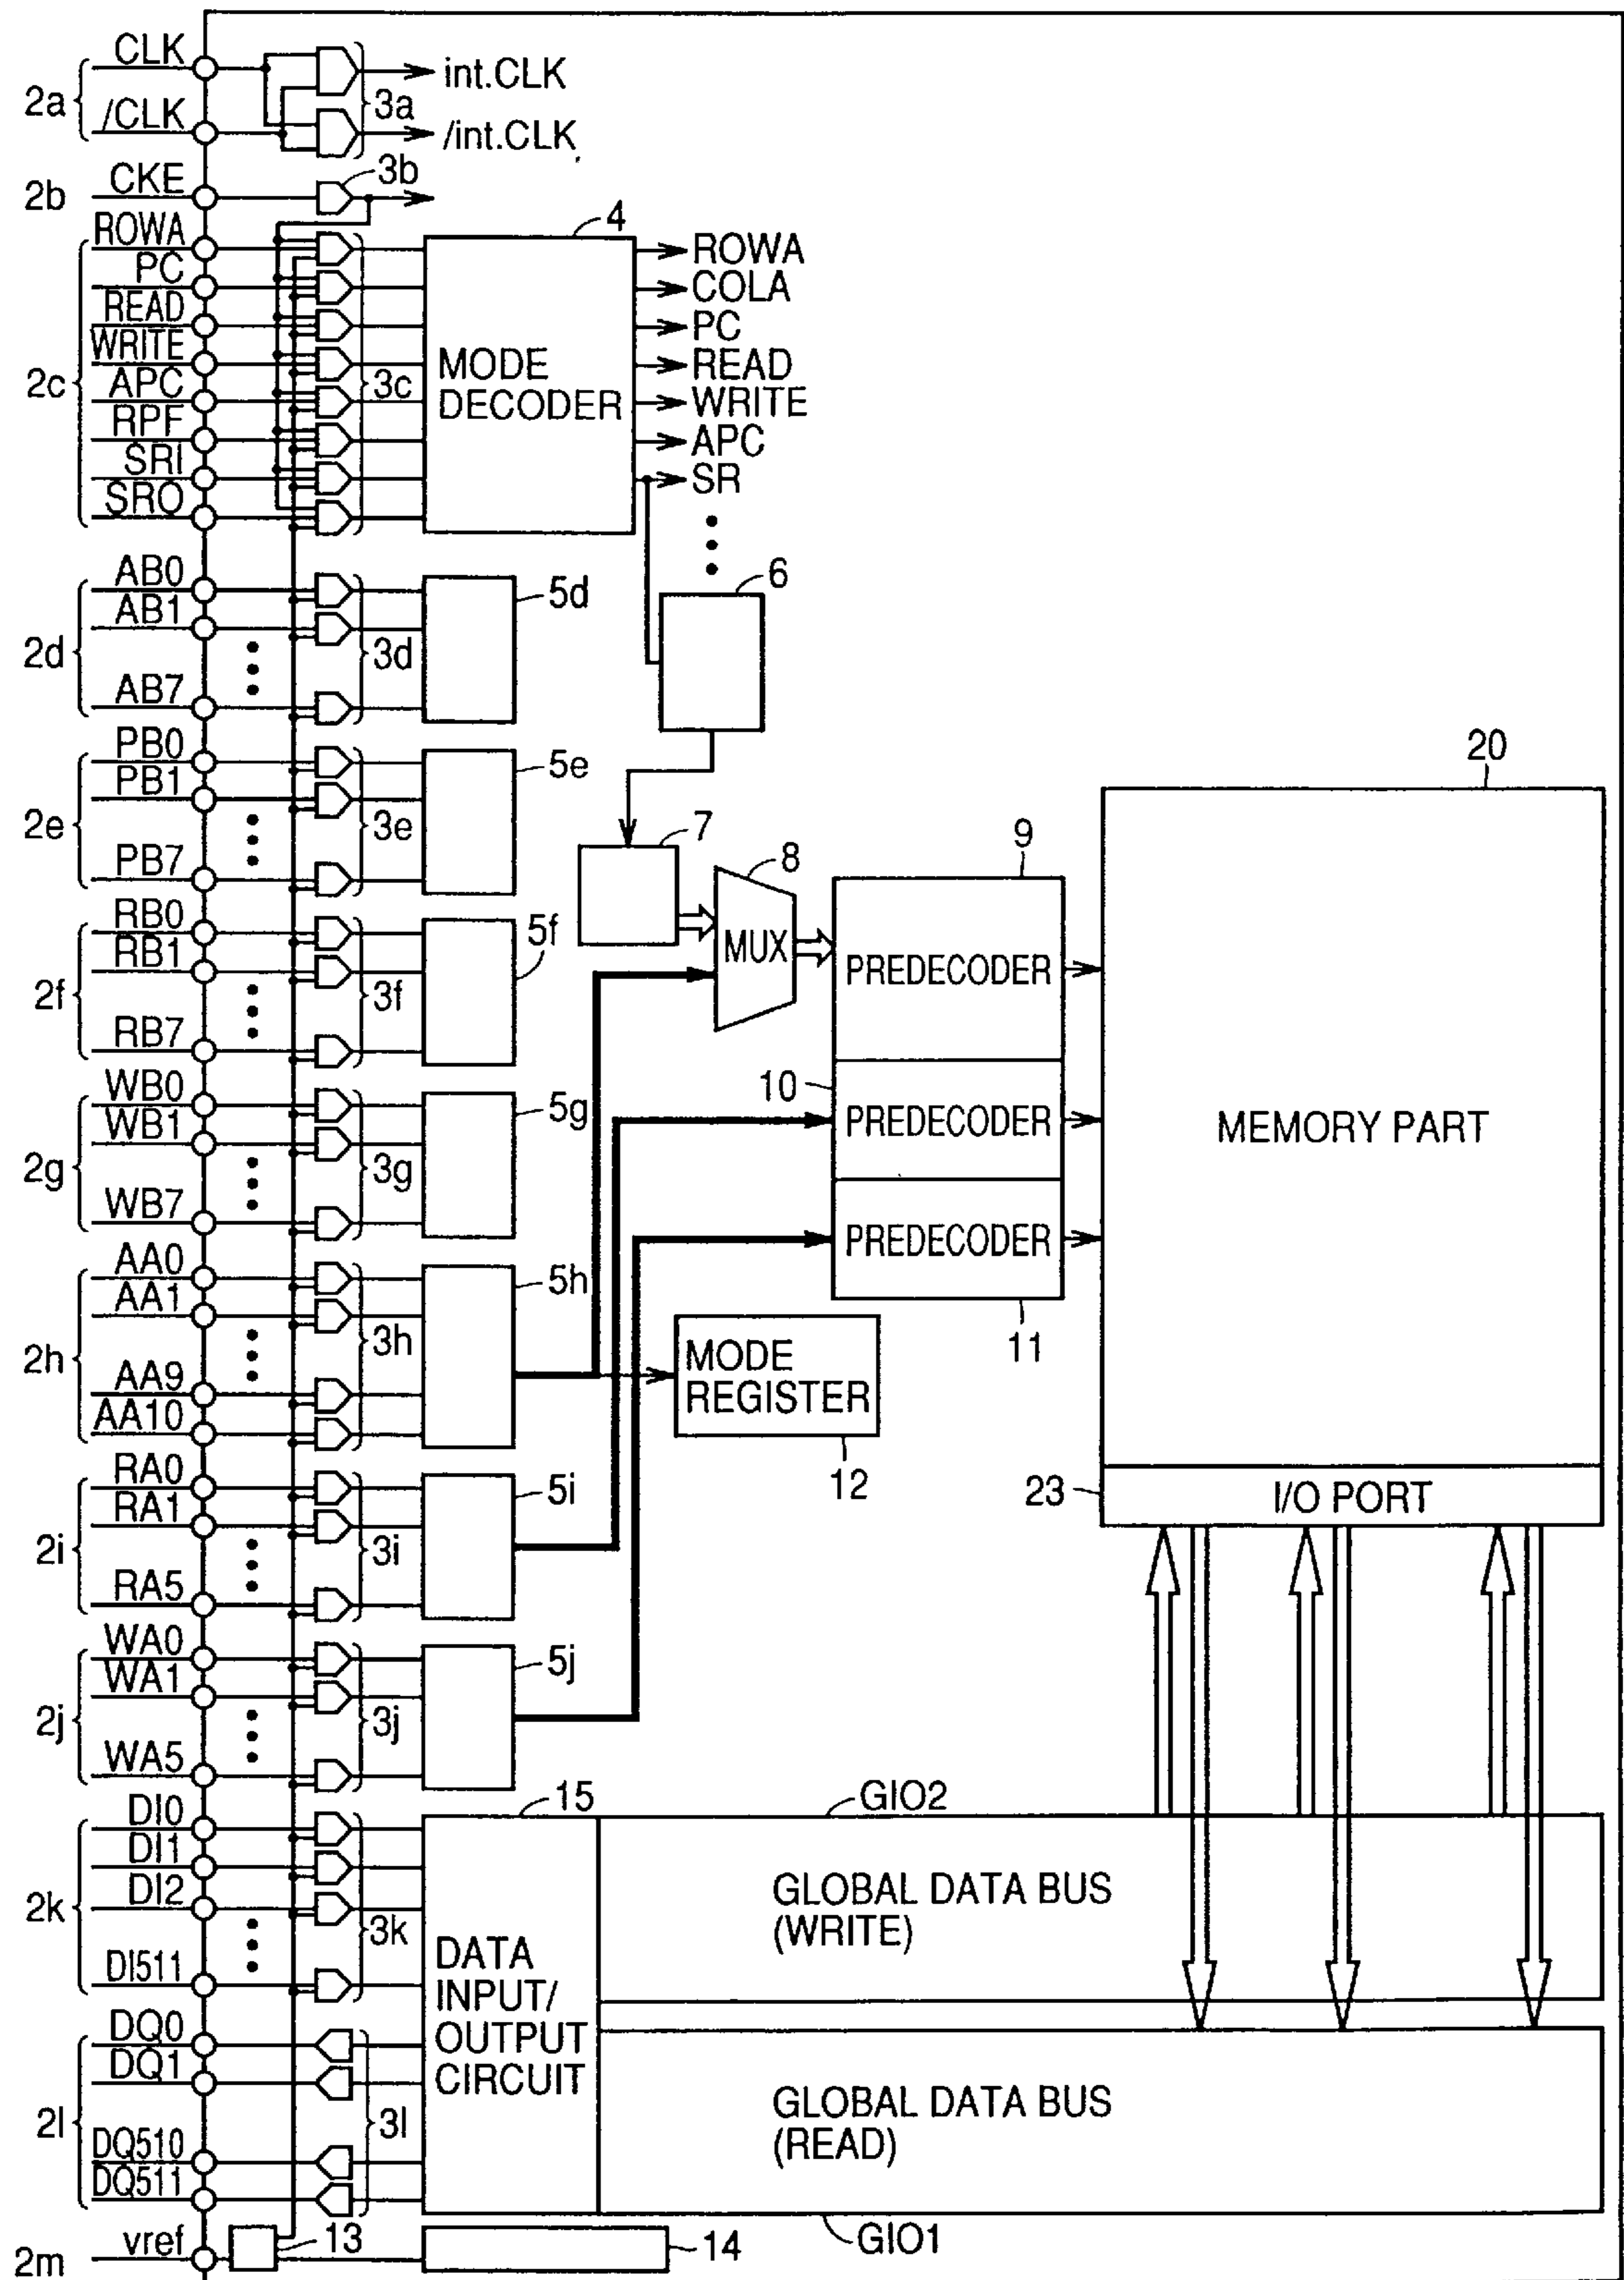 CLK
int.CLK
2a
3a
/CLK
/int.CLK
CKE
3b
2b
ROWA
4
ROWA
PC
COLA
READ
PC
WRITE
MODE
DECODER
READ
2c
3c
APC
WRITE
RPF
APC
SRI
SR
SRO
AB0
6
AB1
5d
2d
3d
AB7
PB0
5e
PB1
20
2e
3e
7
8
9
PB7
RB0
5f
RB1
MUX
PREDECODER
2f
3f
RB7
WB0
10
5g
WB1
PREDECODER
MEMORY PART
2g
3g
WB7
PREDECODER
AA0
5h
AA1
11
2h
3h
MODE
REGISTER
AA9
AA10
12
RA0
5i
23
I/O PORT
RA1
2i
3i
RA5
WA0
5j
WA1
2j
3j
WA5
15
GIO2
DI0
DI1
DI2
GLOBAL DATA BUS
(WRITE)
2k
3k
DI511
DATA
INPUT/
OUTPUT
CIRCUIT
DQ0
DQ1
2l
3l
GLOBAL DATA BUS
(READ)
DQ510
DQ511
vref
13
14
GIO1
2m